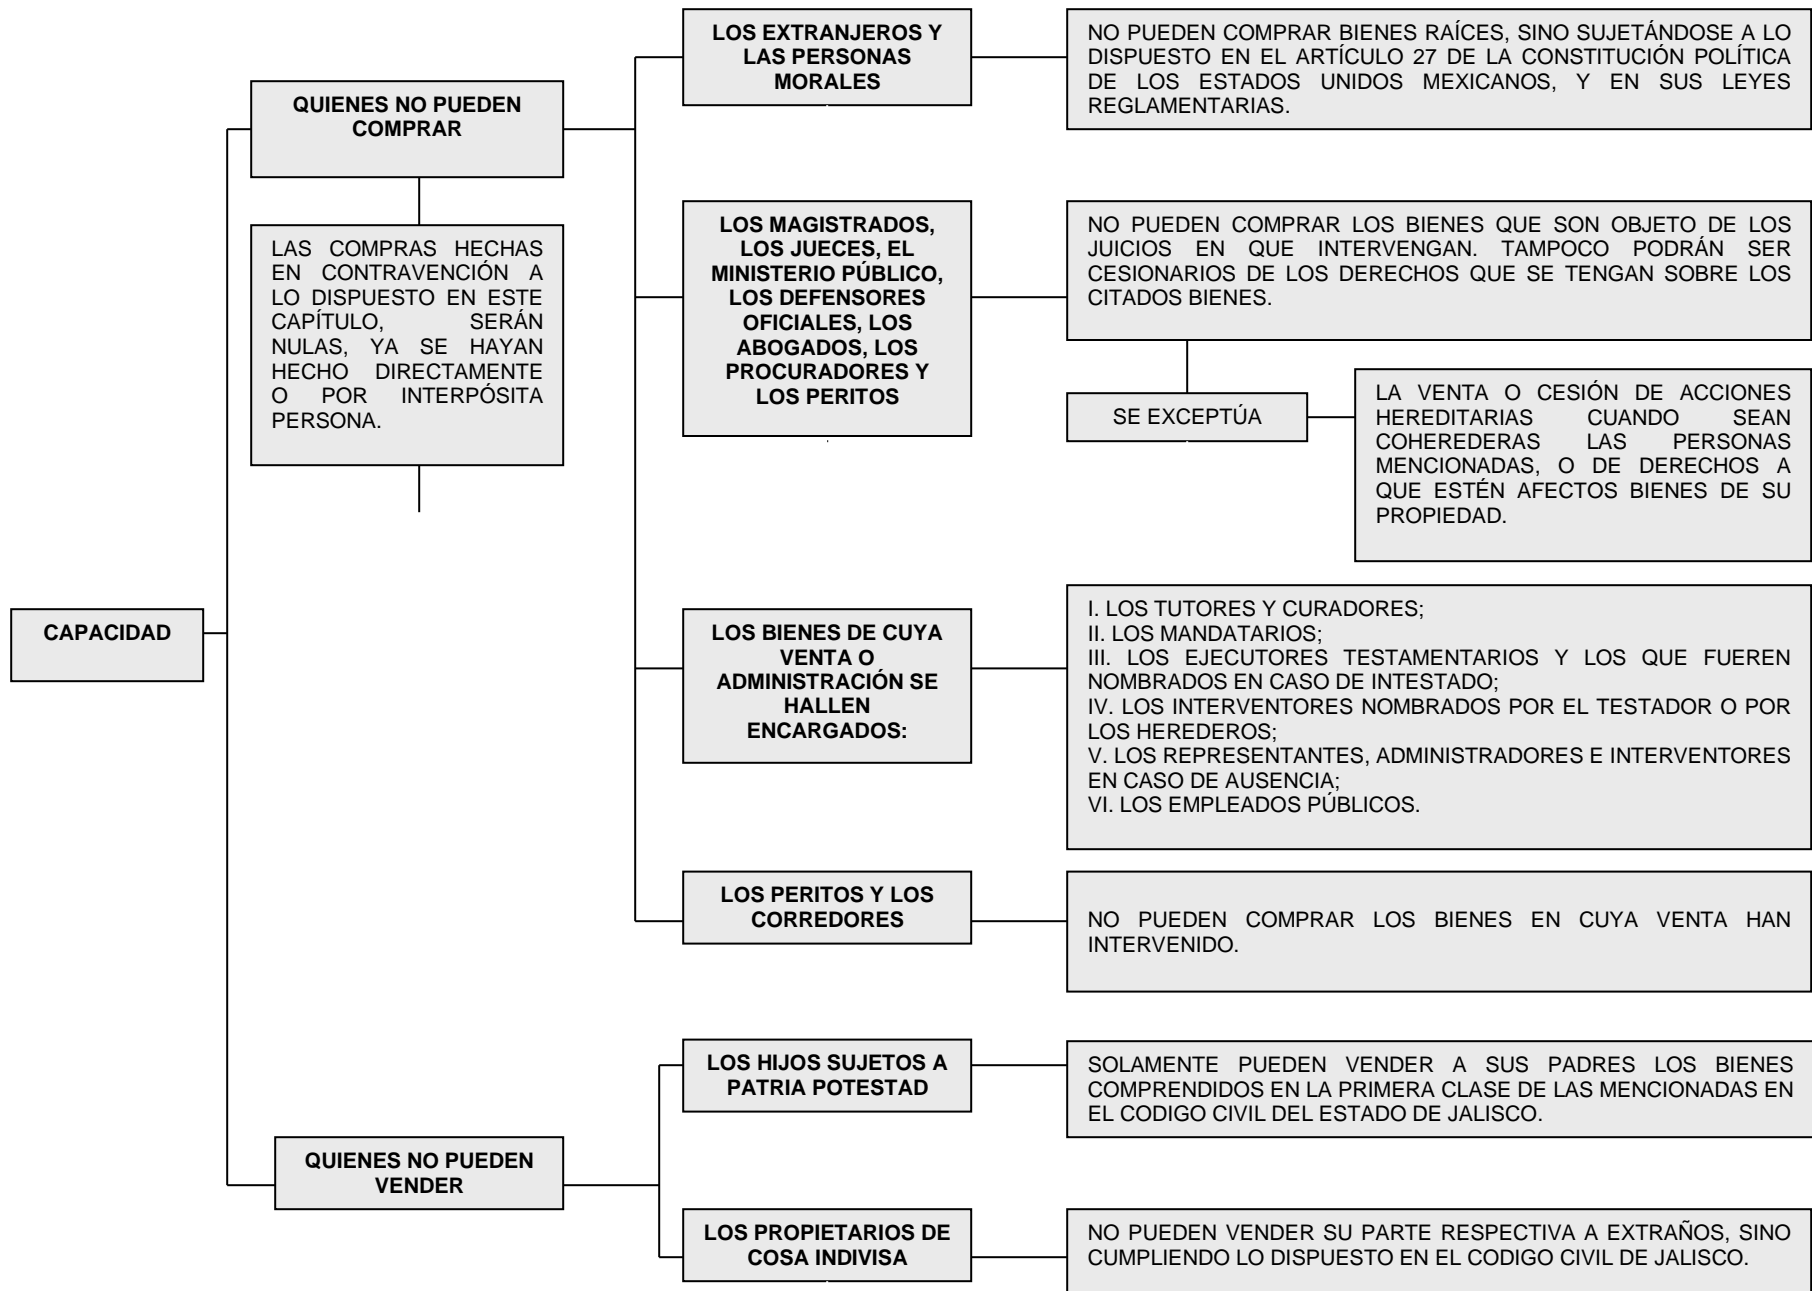 CAPACIDAD
QUIENES NO PUEDEN
COMPRAR
LAS COMPRAS HECHAS
EN CONTRAVENCIÓN A
LO DISPUESTO EN ESTE
CAPÍTULO, SERÁN
NULAS, YA SE HAYAN
HECHO DIRECTAMENTE
O POR INTERPÓSITA
PERSONA.
LOS EXTRANJEROS Y
LAS PERSONAS
MORALES
NO PUEDEN COMPRAR BIENES RAÍCES, SINO SUJETÁNDOSE A LO
DISPUESTO EN EL ARTÍCULO 27 DE LA CONSTITUCIÓN POLÍTICA
DE LOS ESTADOS UNIDOS MEXICANOS, Y EN SUS LEYES
REGLAMENTARIAS.
LOS MAGISTRADOS,
LOS JUECES, EL
MINISTERIO PÚBLICO,
LOS DEFENSORES
OFICIALES, LOS
ABOGADOS, LOS
PROCURADORES Y
LOS PERITOS
NO PUEDEN COMPRAR LOS BIENES QUE SON OBJETO DE LOS
JUICIOS EN QUE INTERVENGAN. TAMPOCO PODRÁN SER
CESIONARIOS DE LOS DERECHOS QUE SE TENGAN SOBRE LOS
CITADOS BIENES.
SE EXCEPTÚA
LA VENTA O CESIÓN DE ACCIONES
HEREDITARIAS CUANDO SEAN
COHEREDERAS LAS PERSONAS
MENCIONADAS, O DE DERECHOS A
QUE ESTÉN AFECTOS BIENES DE SU
PROPIEDAD.
LOS BIENES DE CUYA
VENTA O
ADMINISTRACIÓN SE
HALLEN
ENCARGADOS:
I. LOS TUTORES Y CURADORES;
II. LOS MANDATARIOS;
III. LOS EJECUTORES TESTAMENTARIOS Y LOS QUE FUEREN
NOMBRADOS EN CASO DE INTESTADO;
IV. LOS INTERVENTORES NOMBRADOS POR EL TESTADOR O POR
LOS HEREDEROS;
V. LOS REPRESENTANTES, ADMINISTRADORES E INTERVENTORES
EN CASO DE AUSENCIA;
VI. LOS EMPLEADOS PÚBLICOS.
LOS PERITOS Y LOS
CORREDORES
NO PUEDEN COMPRAR LOS BIENES EN CUYA VENTA HAN
INTERVENIDO.
QUIENES NO PUEDEN
VENDER
LOS HIJOS SUJETOS A
PATRIA POTESTAD
SOLAMENTE PUEDEN VENDER A SUS PADRES LOS BIENES
COMPRENDIDOS EN LA PRIMERA CLASE DE LAS MENCIONADAS EN
EL CODIGO CIVIL DEL ESTADO DE JALISCO.
LOS PROPIETARIOS DE
COSA INDIVISA
NO PUEDEN VENDER SU PARTE RESPECTIVA A EXTRAÑOS, SINO
CUMPLIENDO LO DISPUESTO EN EL CODIGO CIVIL DE JALISCO.